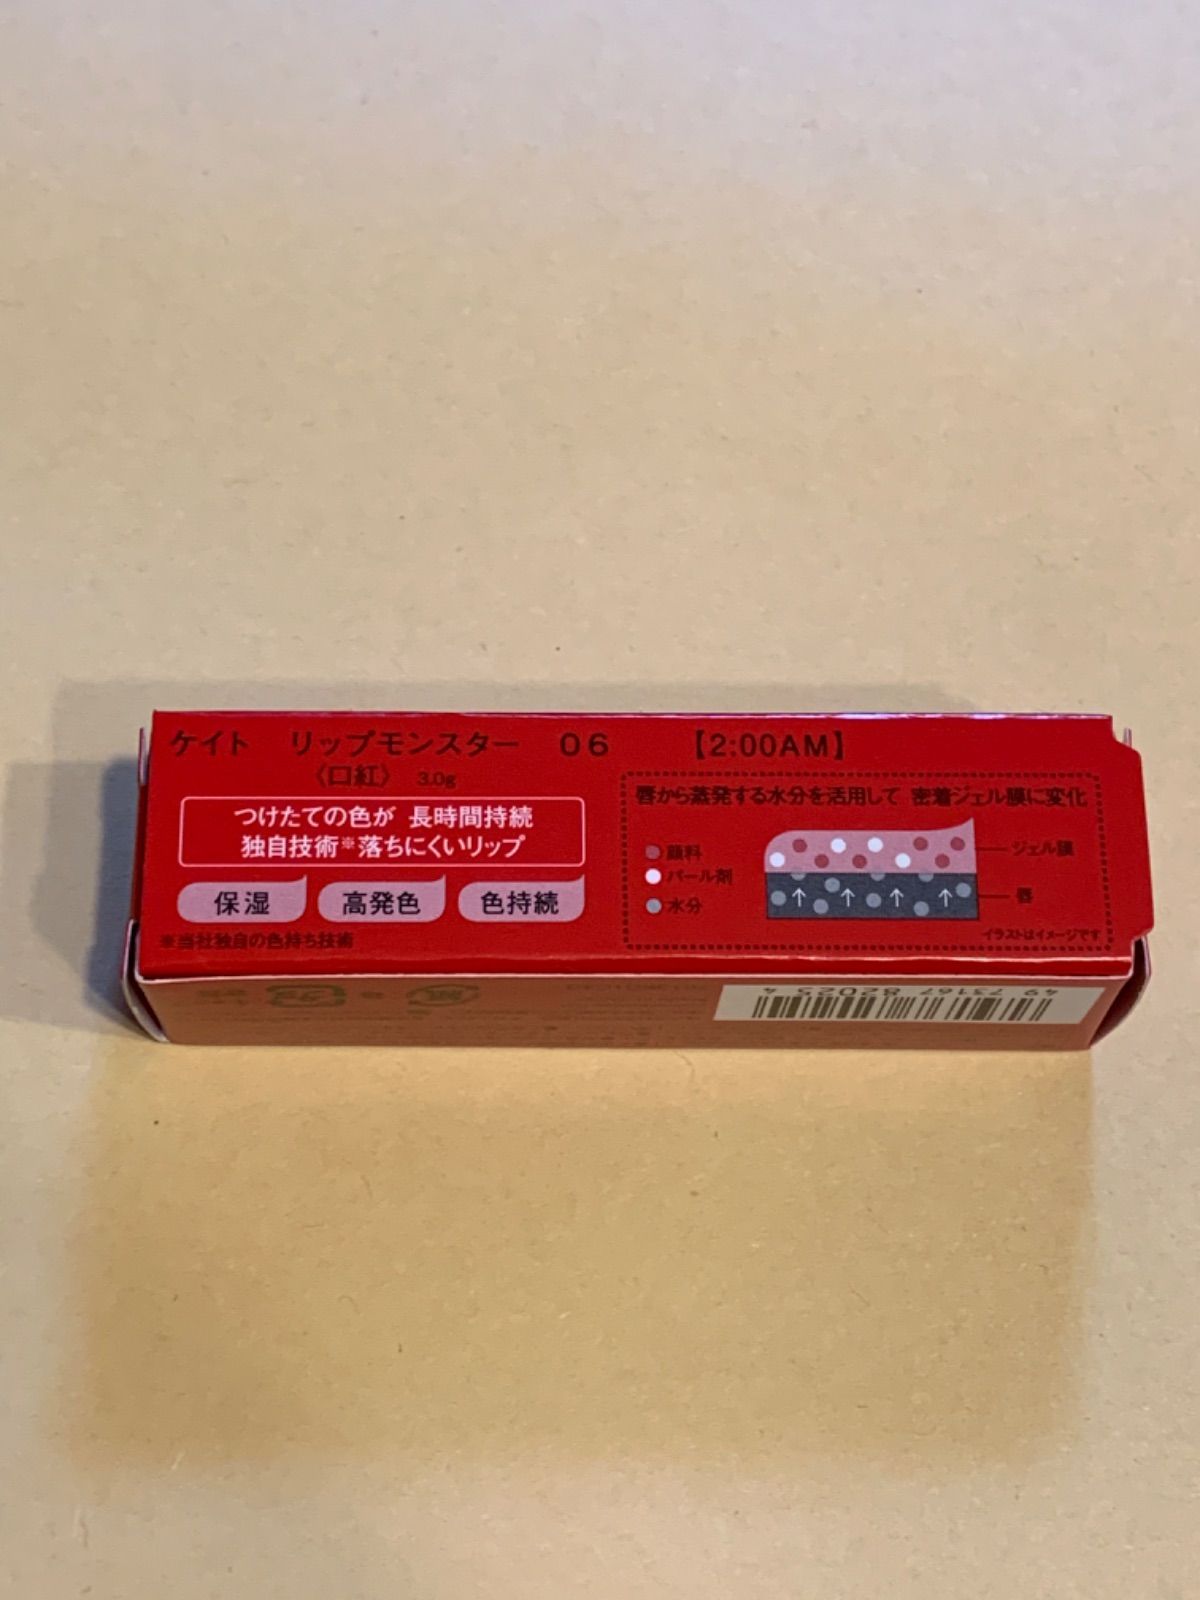 ケイト リップモンスター 06 【2:00AM】
〈口紅〉 3.0g
つけたての色が 長時間持続
独自技術※落ちにくいリップ
保湿 高発色 色持続
※当社独自の色持ち技術
唇から蒸発する水分を活用して 密着ジェル膜に変化
顔料
パール剤
水分
ジェル膜
唇
イラストはイメージです
4 973167 820254